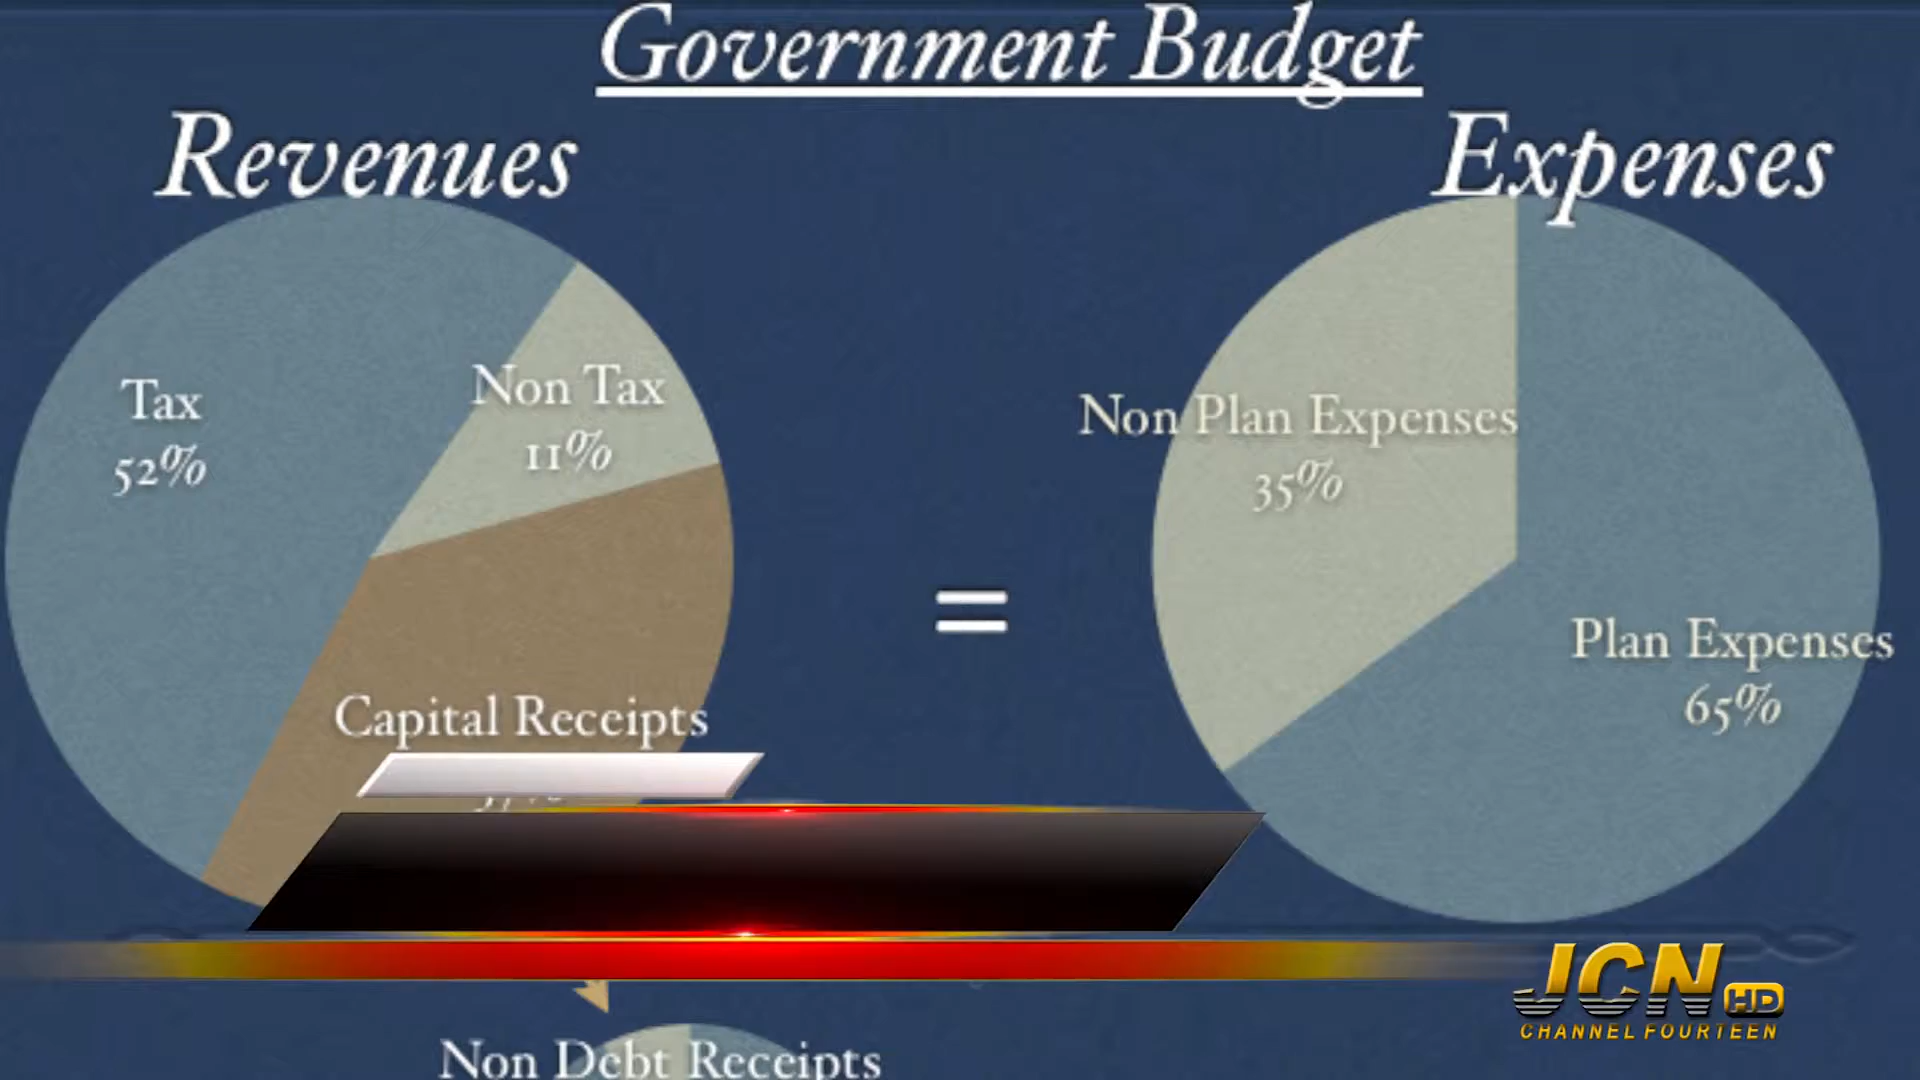 Government Budget
Revenues
Expenses
Tax
52%
Non Tax
11%
Non Plan Expenses
35%
=
Plan Expenses
65%
Capital Receipts
JCN HD
CHANNEL FOURTEEN
Non Debt Receipts